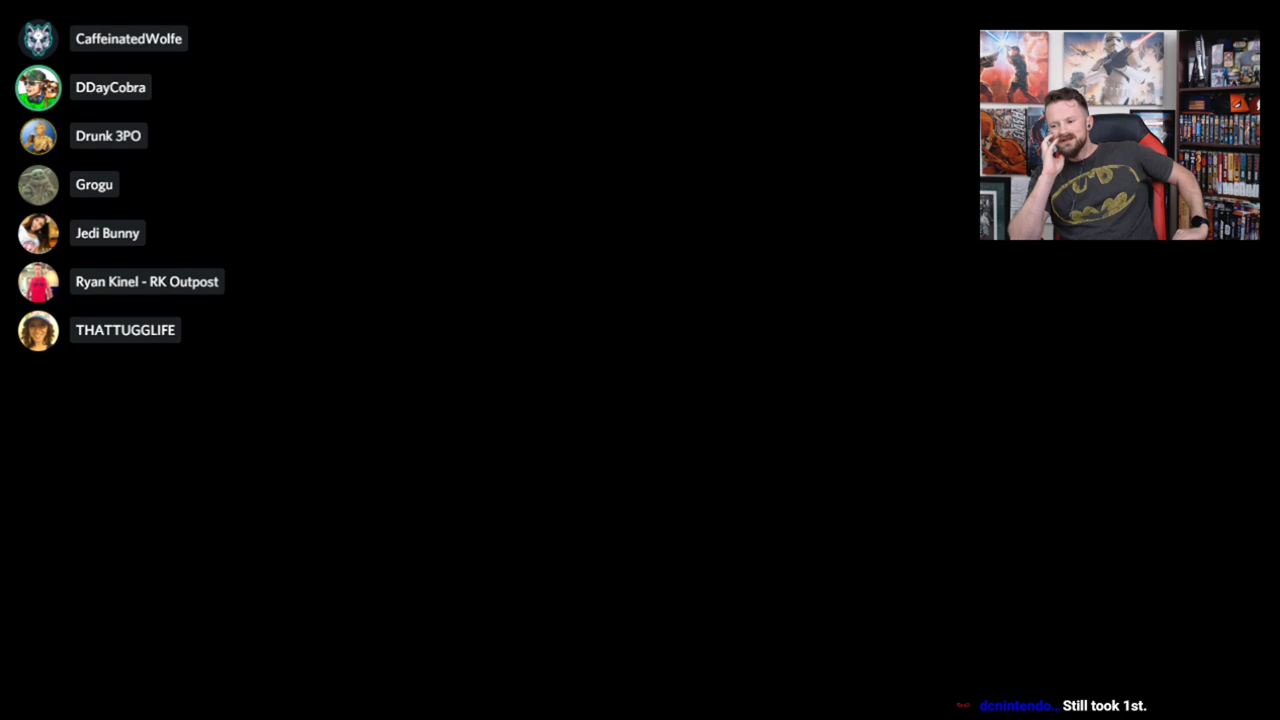 CaffeinatedWolfe
DDayCobra
Drunk 3PO
Grogu
Jedi Bunny
Ryan Kinel - RK Outpost
THATTUGGLIFE
dcnintendo... Still took 1st.